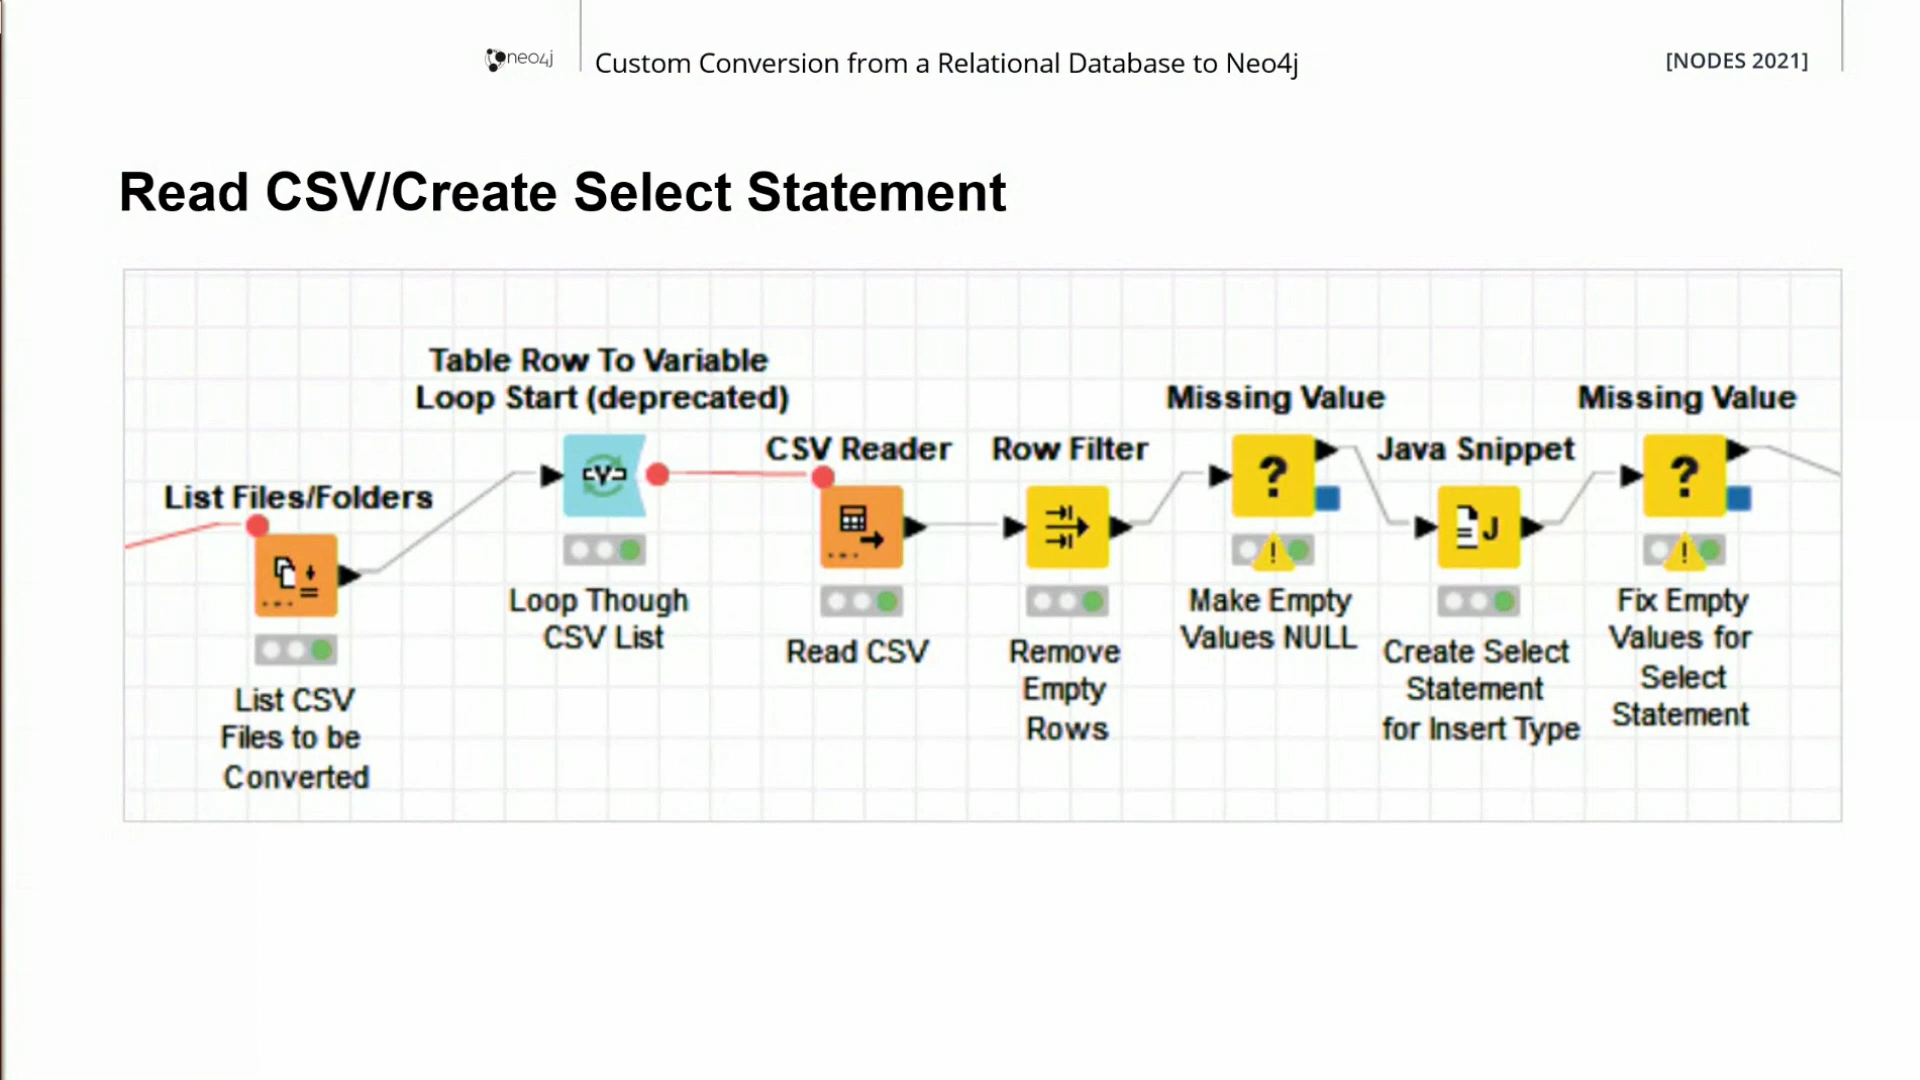 neo4j
Custom Conversion from a Relational Database to Neo4j
[NODES 2021]
Read CSV/Create Select Statement
List Files/Folders
List CSV
Files to be
Converted
Table Row To Variable
Loop Start (deprecated)
Loop Though
CSV List
CSV Reader
Read CSV
Row Filter
Remove
Empty
Rows
Missing Value
?
Make Empty
Values NULL
Java Snippet
J
Create Select
Statement
for Insert Type
Missing Value
?
Fix Empty
Values for
Select
Statement